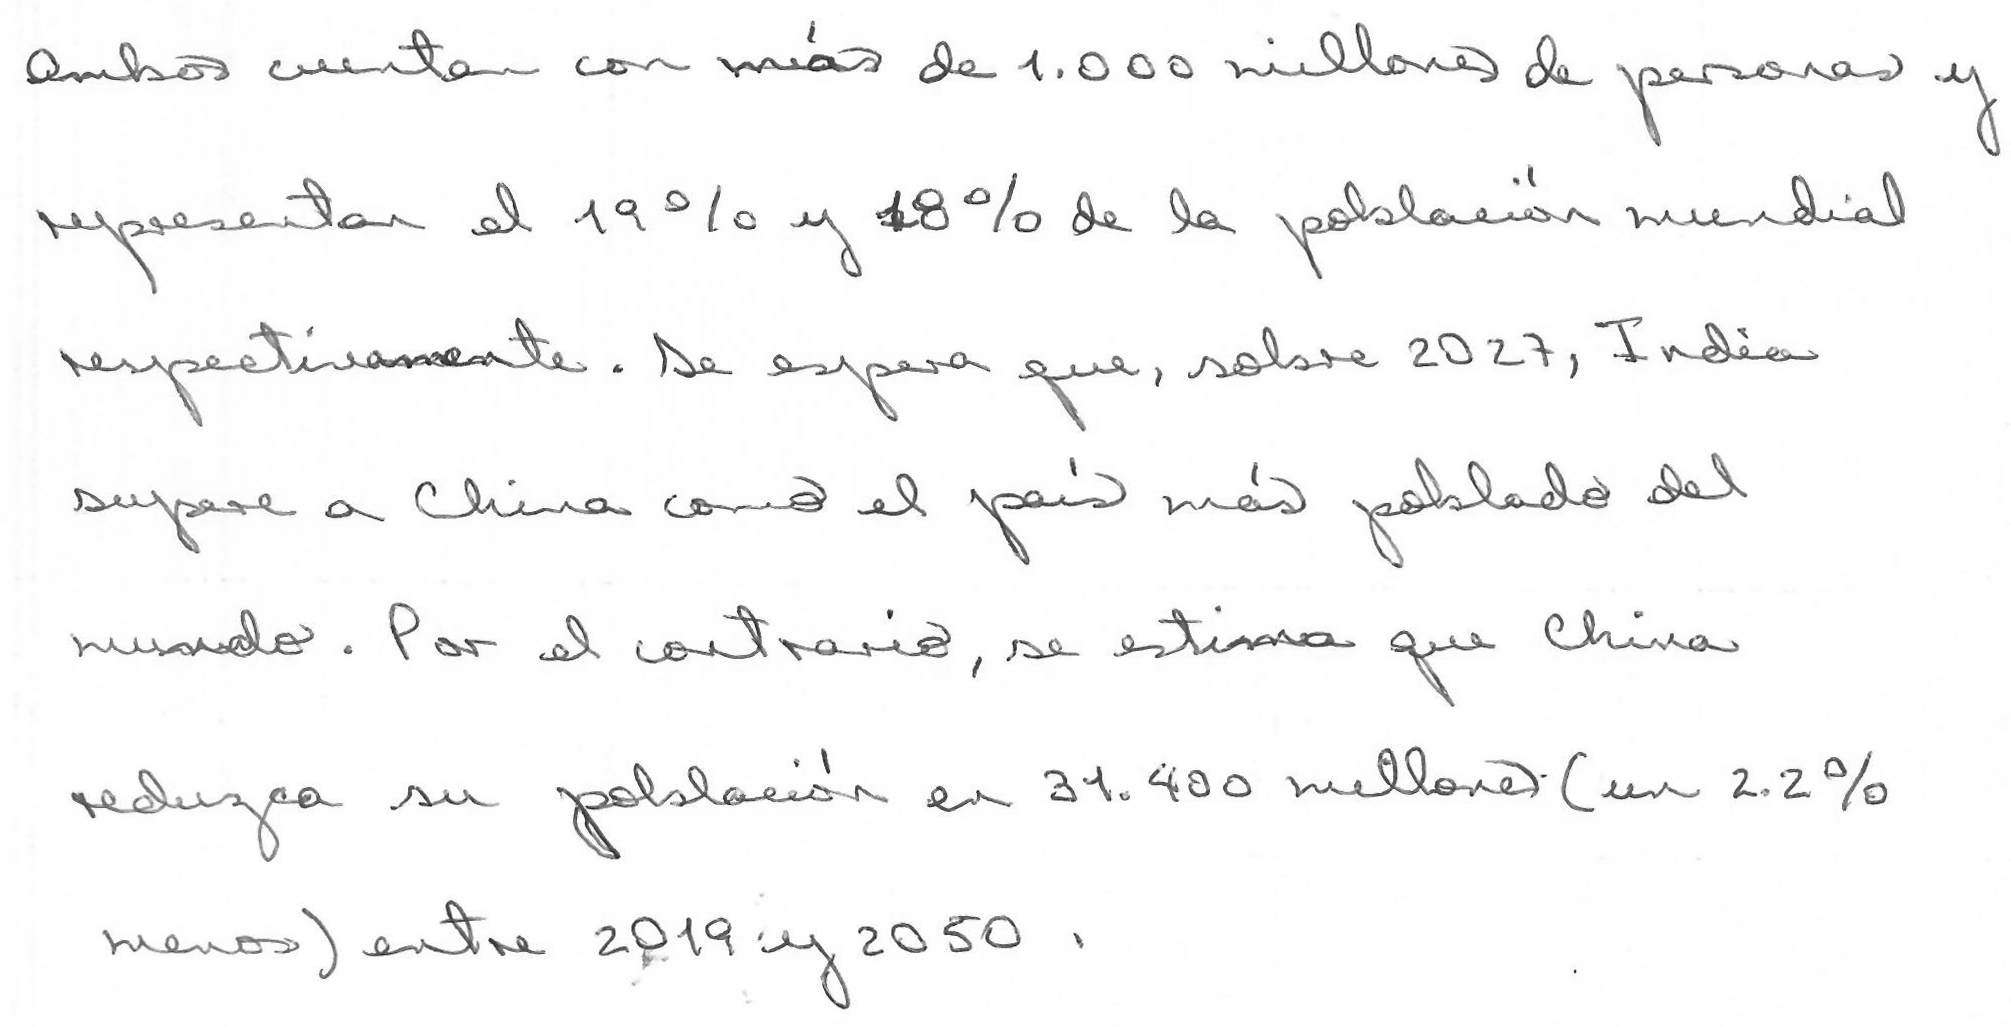 Ambos cuentan con más de 1.000 millones de personas y
representan el 19% y 18% de la población mundial
respectivamente. Se espera que, sobre 2027, India
supere a China como el país más poblado del
mundo. Por el contrario, se estima que China
reduzca su población en 31.400 millones (un 2.2%
menos) entre 2019 y 2050.